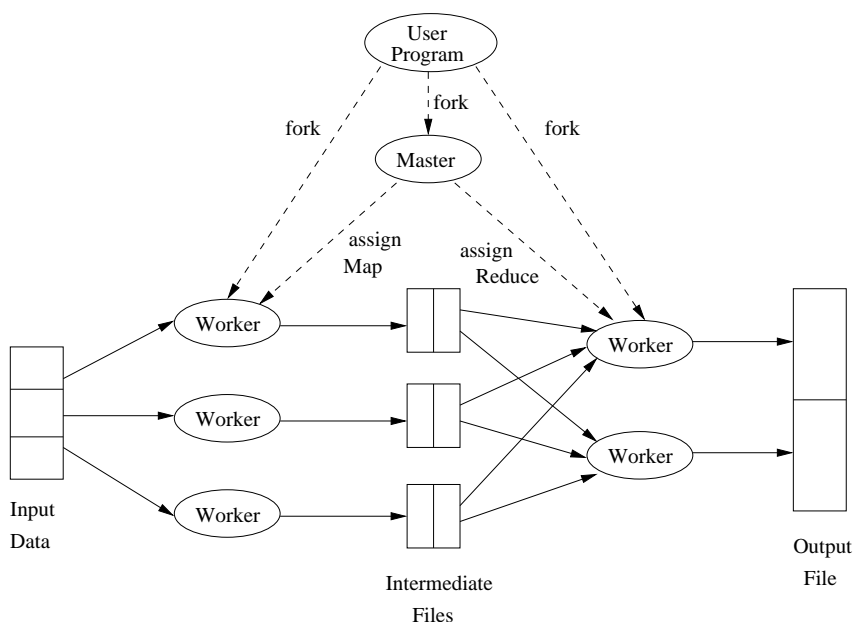 User
Program
fork
fork
fork
Master
assign
Map
assign
Reduce
Worker
Worker
Worker
Worker
Worker
Input
Data
Intermediate
Files
Output
File